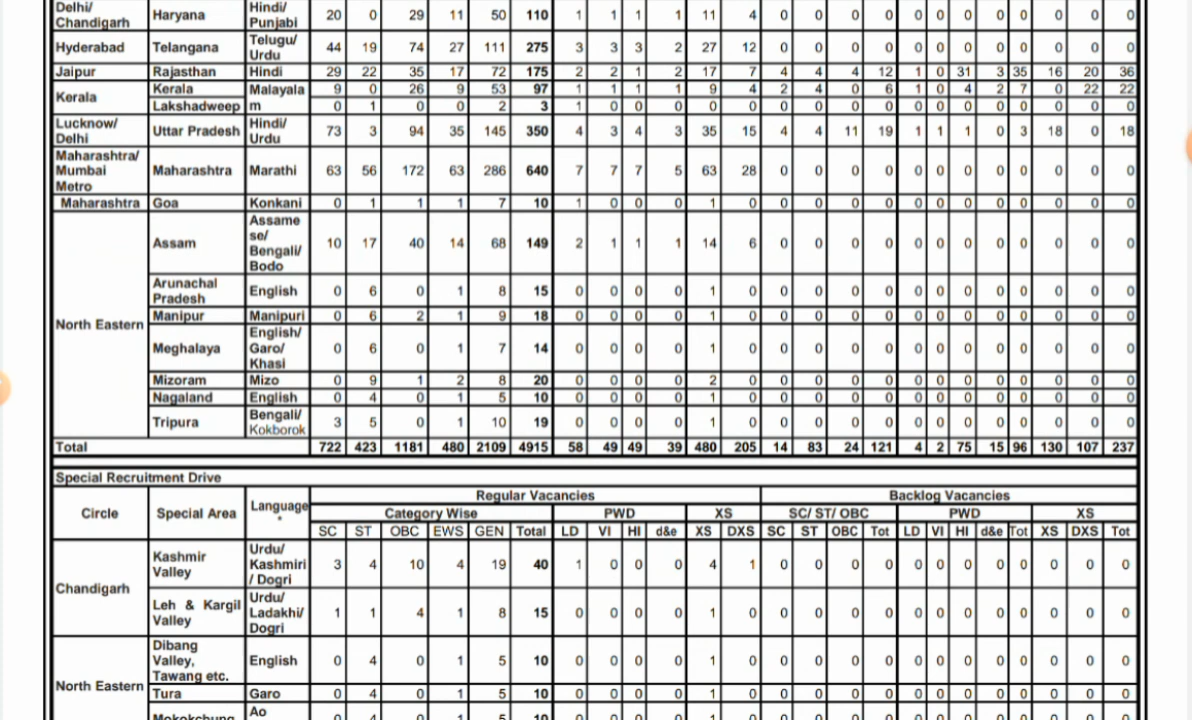 Delhi/ Chandigarh Haryana Hindi/ Punjabi 20 0 29 11 50 110 1 1 1 1 11 4 0 0 0 0 0 0 0 0 0 0 0 0
Hyderabad Telangana Telugu/ Urdu 44 19 74 27 111 275 3 3 3 2 27 12 0 0 0 0 0 0 0 0 0 0 0 0
Jaipur Rajasthan Hindi 29 22 35 17 72 175 2 2 1 2 17 7 4 4 4 12 1 0 31 3 35 16 20 36
Kerala Kerala Malayala m 9 0 26 9 53 97 1 1 1 1 9 4 2 4 0 6 1 0 4 2 7 0 22 22
Lakshadweep 0 1 0 0 2 3 1 0 0 0 0 0 0 0 0 0 0 0 0 0 0 0 0 0
Lucknow/ Delhi Uttar Pradesh Hindi/ Urdu 73 3 94 35 145 350 4 3 4 3 35 15 4 4 11 19 1 1 1 0 3 18 0 18
Maharashtra/ Mumbai Metro Maharashtra Marathi 63 56 172 63 286 640 7 7 7 5 63 28 0 0 0 0 0 0 0 0 0 0 0 0
Maharashtra Goa Konkani 0 1 1 1 7 10 1 0 0 0 1 0 0 0 0 0 0 0 0 0 0 0 0 0
North Eastern Assam Assame se/ Bengali/ Bodo 10 17 40 14 68 149 2 1 1 1 14 6 0 0 0 0 0 0 0 0 0 0 0 0
Arunachal Pradesh English 0 6 0 1 8 15 0 0 0 0 1 0 0 0 0 0 0 0 0 0 0 0 0 0
Manipur Manipuri 0 6 2 1 9 18 0 0 0 0 1 0 0 0 0 0 0 0 0 0 0 0 0 0
Meghalaya English/ Garo/ Khasi 0 6 0 1 7 14 0 0 0 0 1 0 0 0 0 0 0 0 0 0 0 0 0 0
Mizoram Mizo 0 9 1 2 8 20 0 0 0 0 2 0 0 0 0 0 0 0 0 0 0 0 0 0
Nagaland English 0 4 0 1 5 10 0 0 0 0 1 0 0 0 0 0 0 0 0 0 0 0 0 0
Tripura Bengali/ Kokborok 3 5 0 1 10 19 0 0 0 0 1 0 0 0 0 0 0 0 0 0 0 0 0 0
Total 722 423 1181 480 2109 4915 58 49 49 39 480 205 14 83 24 121 4 2 75 15 96 130 107 237
Special Recruitment Drive
Circle Special Area Language * Regular Vacancies Backlog Vacancies
Category Wise PWD XS SC/ ST/ OBC PWD XS
SC ST OBC EWS GEN Total LD VI HI d&e XS DXS SC ST OBC Tot LD VI HI d&e Tot XS DXS Tot
Chandigarh Kashmir Valley Urdu/ Kashmiri / Dogri 3 4 10 4 19 40 1 0 0 0 4 1 0 0 0 0 0 0 0 0 0 0 0 0
Leh & Kargil Valley Urdu/ Ladakhi/ Dogri 1 1 4 1 8 15 0 0 0 0 1 0 0 0 0 0 0 0 0 0 0 0 0 0
North Eastern Dibang Valley, Tawang etc. English 0 4 0 1 5 10 0 0 0 0 1 0 0 0 0 0 0 0 0 0 0 0 0 0
Tura Garo 0 4 0 1 5 10 0 0 0 0 1 0 0 0 0 0 0 0 0 0 0 0 0 0
Mokokchung Ao 0 4 0 1 5 10 0 0 0 0 1 0 0 0 0 0 0 0 0 0 0 0 0 0